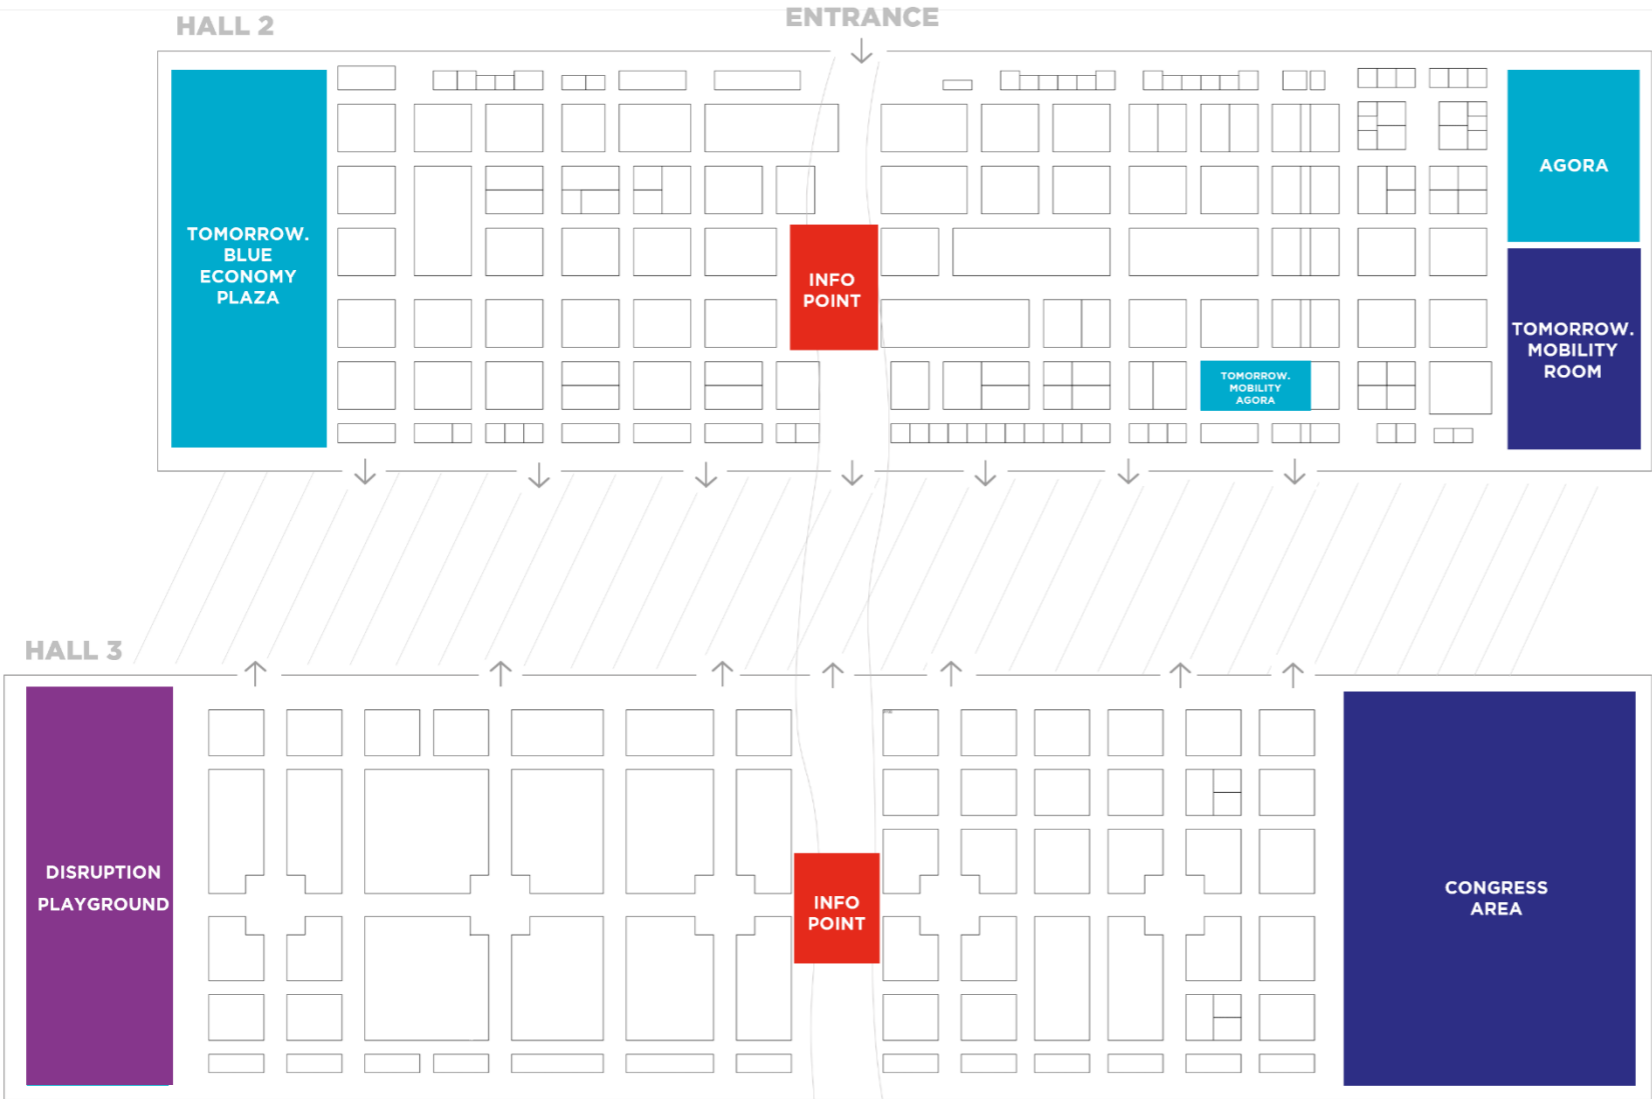 HALL 2
ENTRANCE
TOMORROW.
BLUE
ECONOMY
PLAZA
INFO
POINT
AGORA
TOMORROW.
MOBILITY
ROOM
TOMORROW.
MOBILITY
AGORA
HALL 3
DISRUPTION
PLAYGROUND
INFO
POINT
CONGRESS
AREA